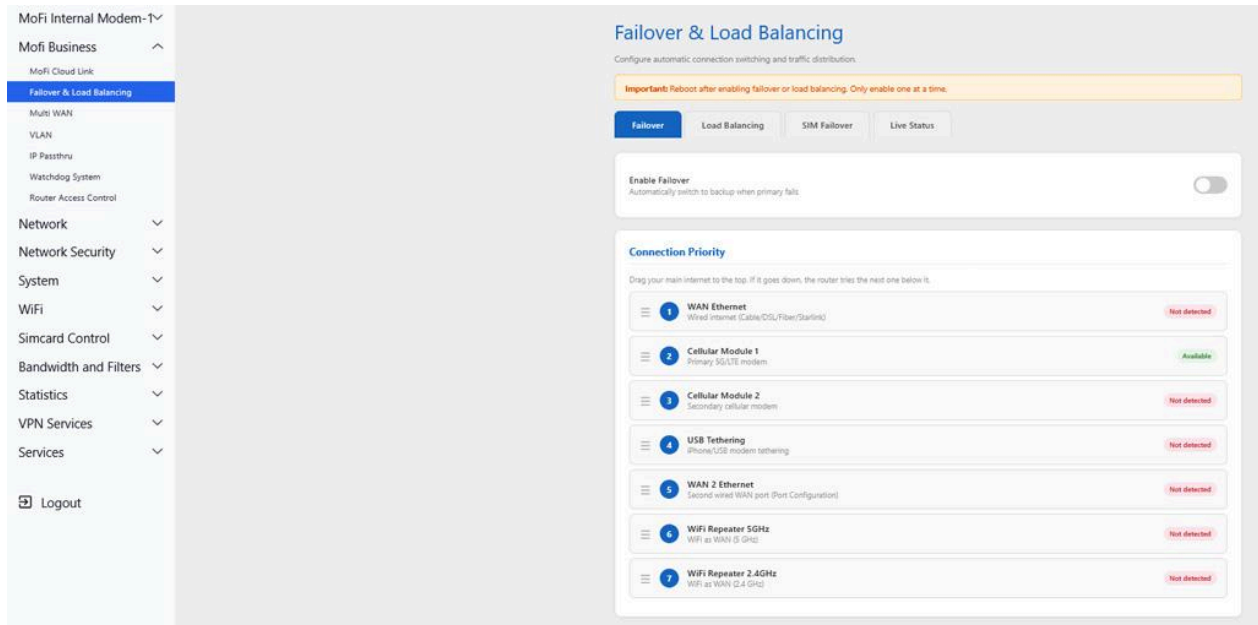 MoFi Internal Modem-1
Mofi Business
MoFi Cloud Link
Failover & Load Balancing
Multi WAN
VLAN
IP Passthru
Watchdog System
Router Access Control
Network
Network Security
System
WiFi
Simcard Control
Bandwidth and Filters
Statistics
VPN Services
Services
Logout
Failover & Load Balancing
Configure automatic connection switching and traffic distribution.
Important: Reboot after enabling failover or load balancing. Only enable one at a time.
Failover Load Balancing SIM Failover Live Status
Enable Failover
Automatically switch to backup when primary fails
Connection Priority
Drag your main internet to the top. If it goes down, the router tries the next one below it.
1 WAN Ethernet Not detected
Wired internet (Cable/DSL/Fiber/Starlink)
2 Cellular Module 1 Available
Primary 5G/LTE modem
3 Cellular Module 2 Not detected
Secondary cellular modem
4 USB Tethering Not detected
iPhone/USB modem tethering
5 WAN 2 Ethernet Not detected
Second wired WAN port (Port Configuration)
6 WiFi Repeater 5GHz Not detected
WiFi as WAN (5 GHz)
7 WiFi Repeater 2.4GHz Not detected
WiFi as WAN (2.4 GHz)